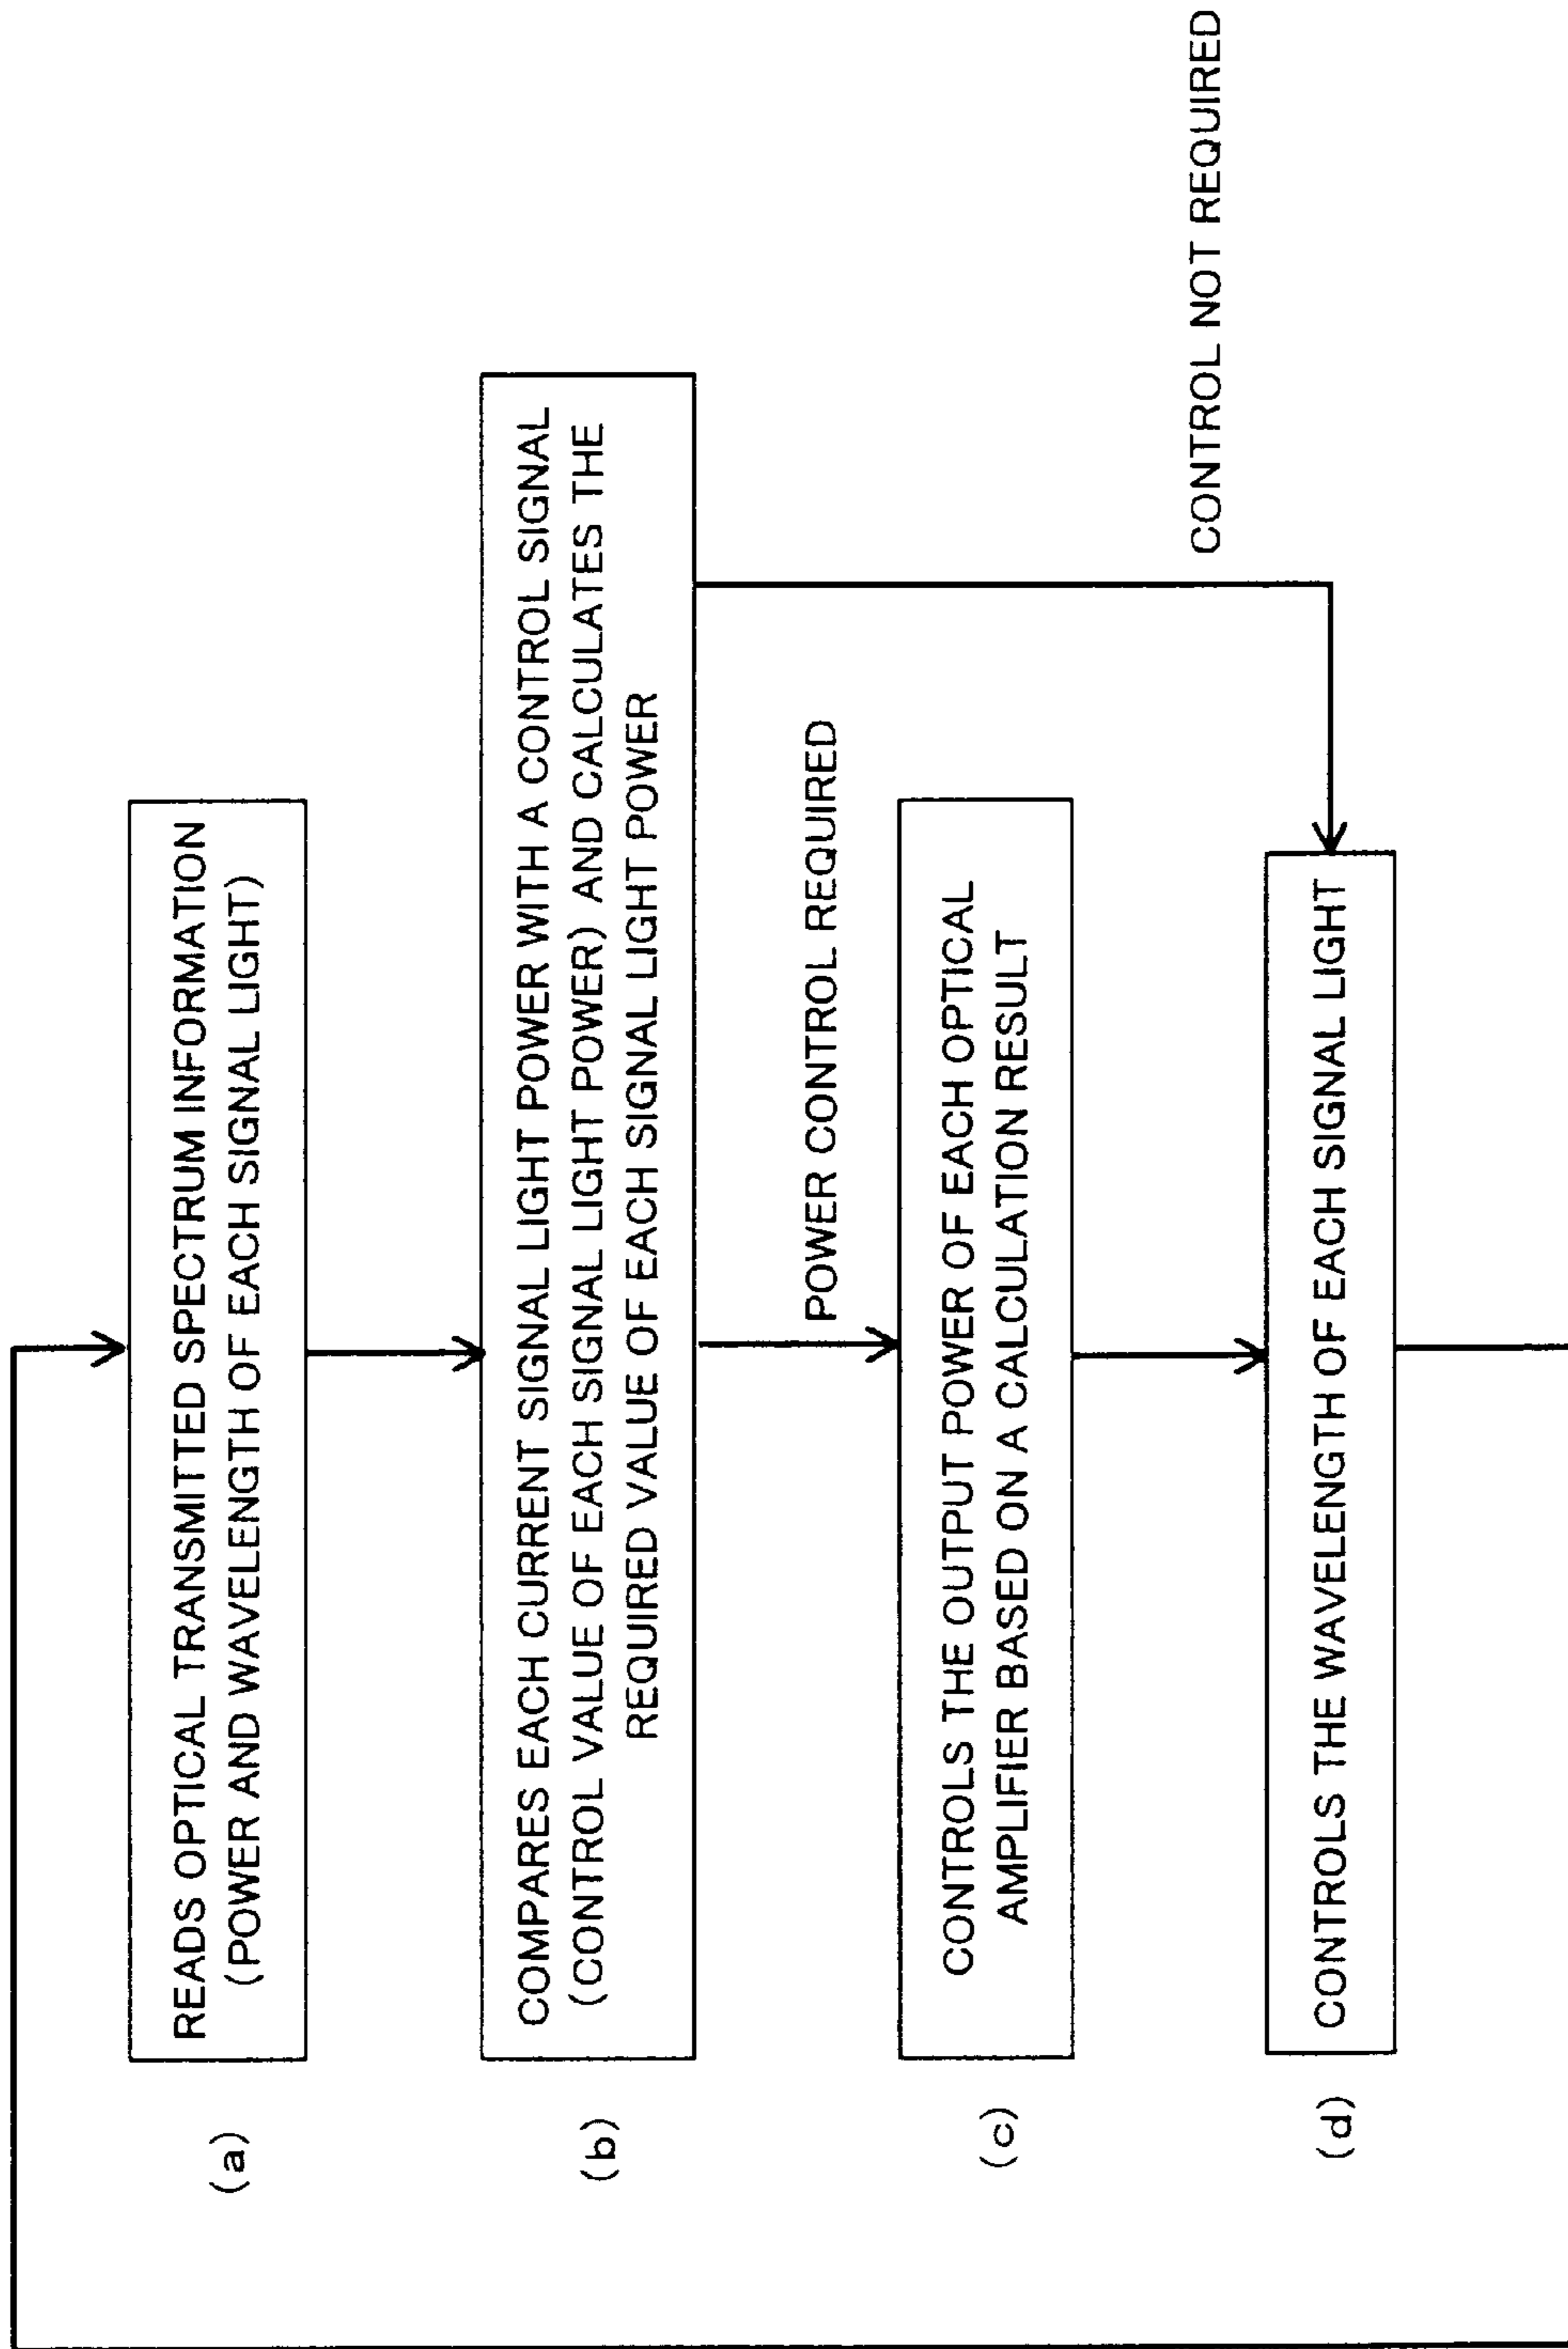 (a)
READS OPTICAL TRANSMITTED SPECTRUM INFORMATION
(POWER AND WAVELENGTH OF EACH SIGNAL LIGHT)
(b)
COMPARES EACH CURRENT SIGNAL LIGHT POWER WITH A CONTROL SIGNAL
(CONTROL VALUE OF EACH SIGNAL LIGHT POWER) AND CALCULATES THE
REQUIRED VALUE OF EACH SIGNAL LIGHT POWER
POWER CONTROL REQUIRED
(c)
CONTROLS THE OUTPUT POWER OF EACH OPTICAL
AMPLIFIER BASED ON A CALCULATION RESULT
CONTROL NOT REQUIRED
(d)
CONTROLS THE WAVELENGTH OF EACH SIGNAL LIGHT